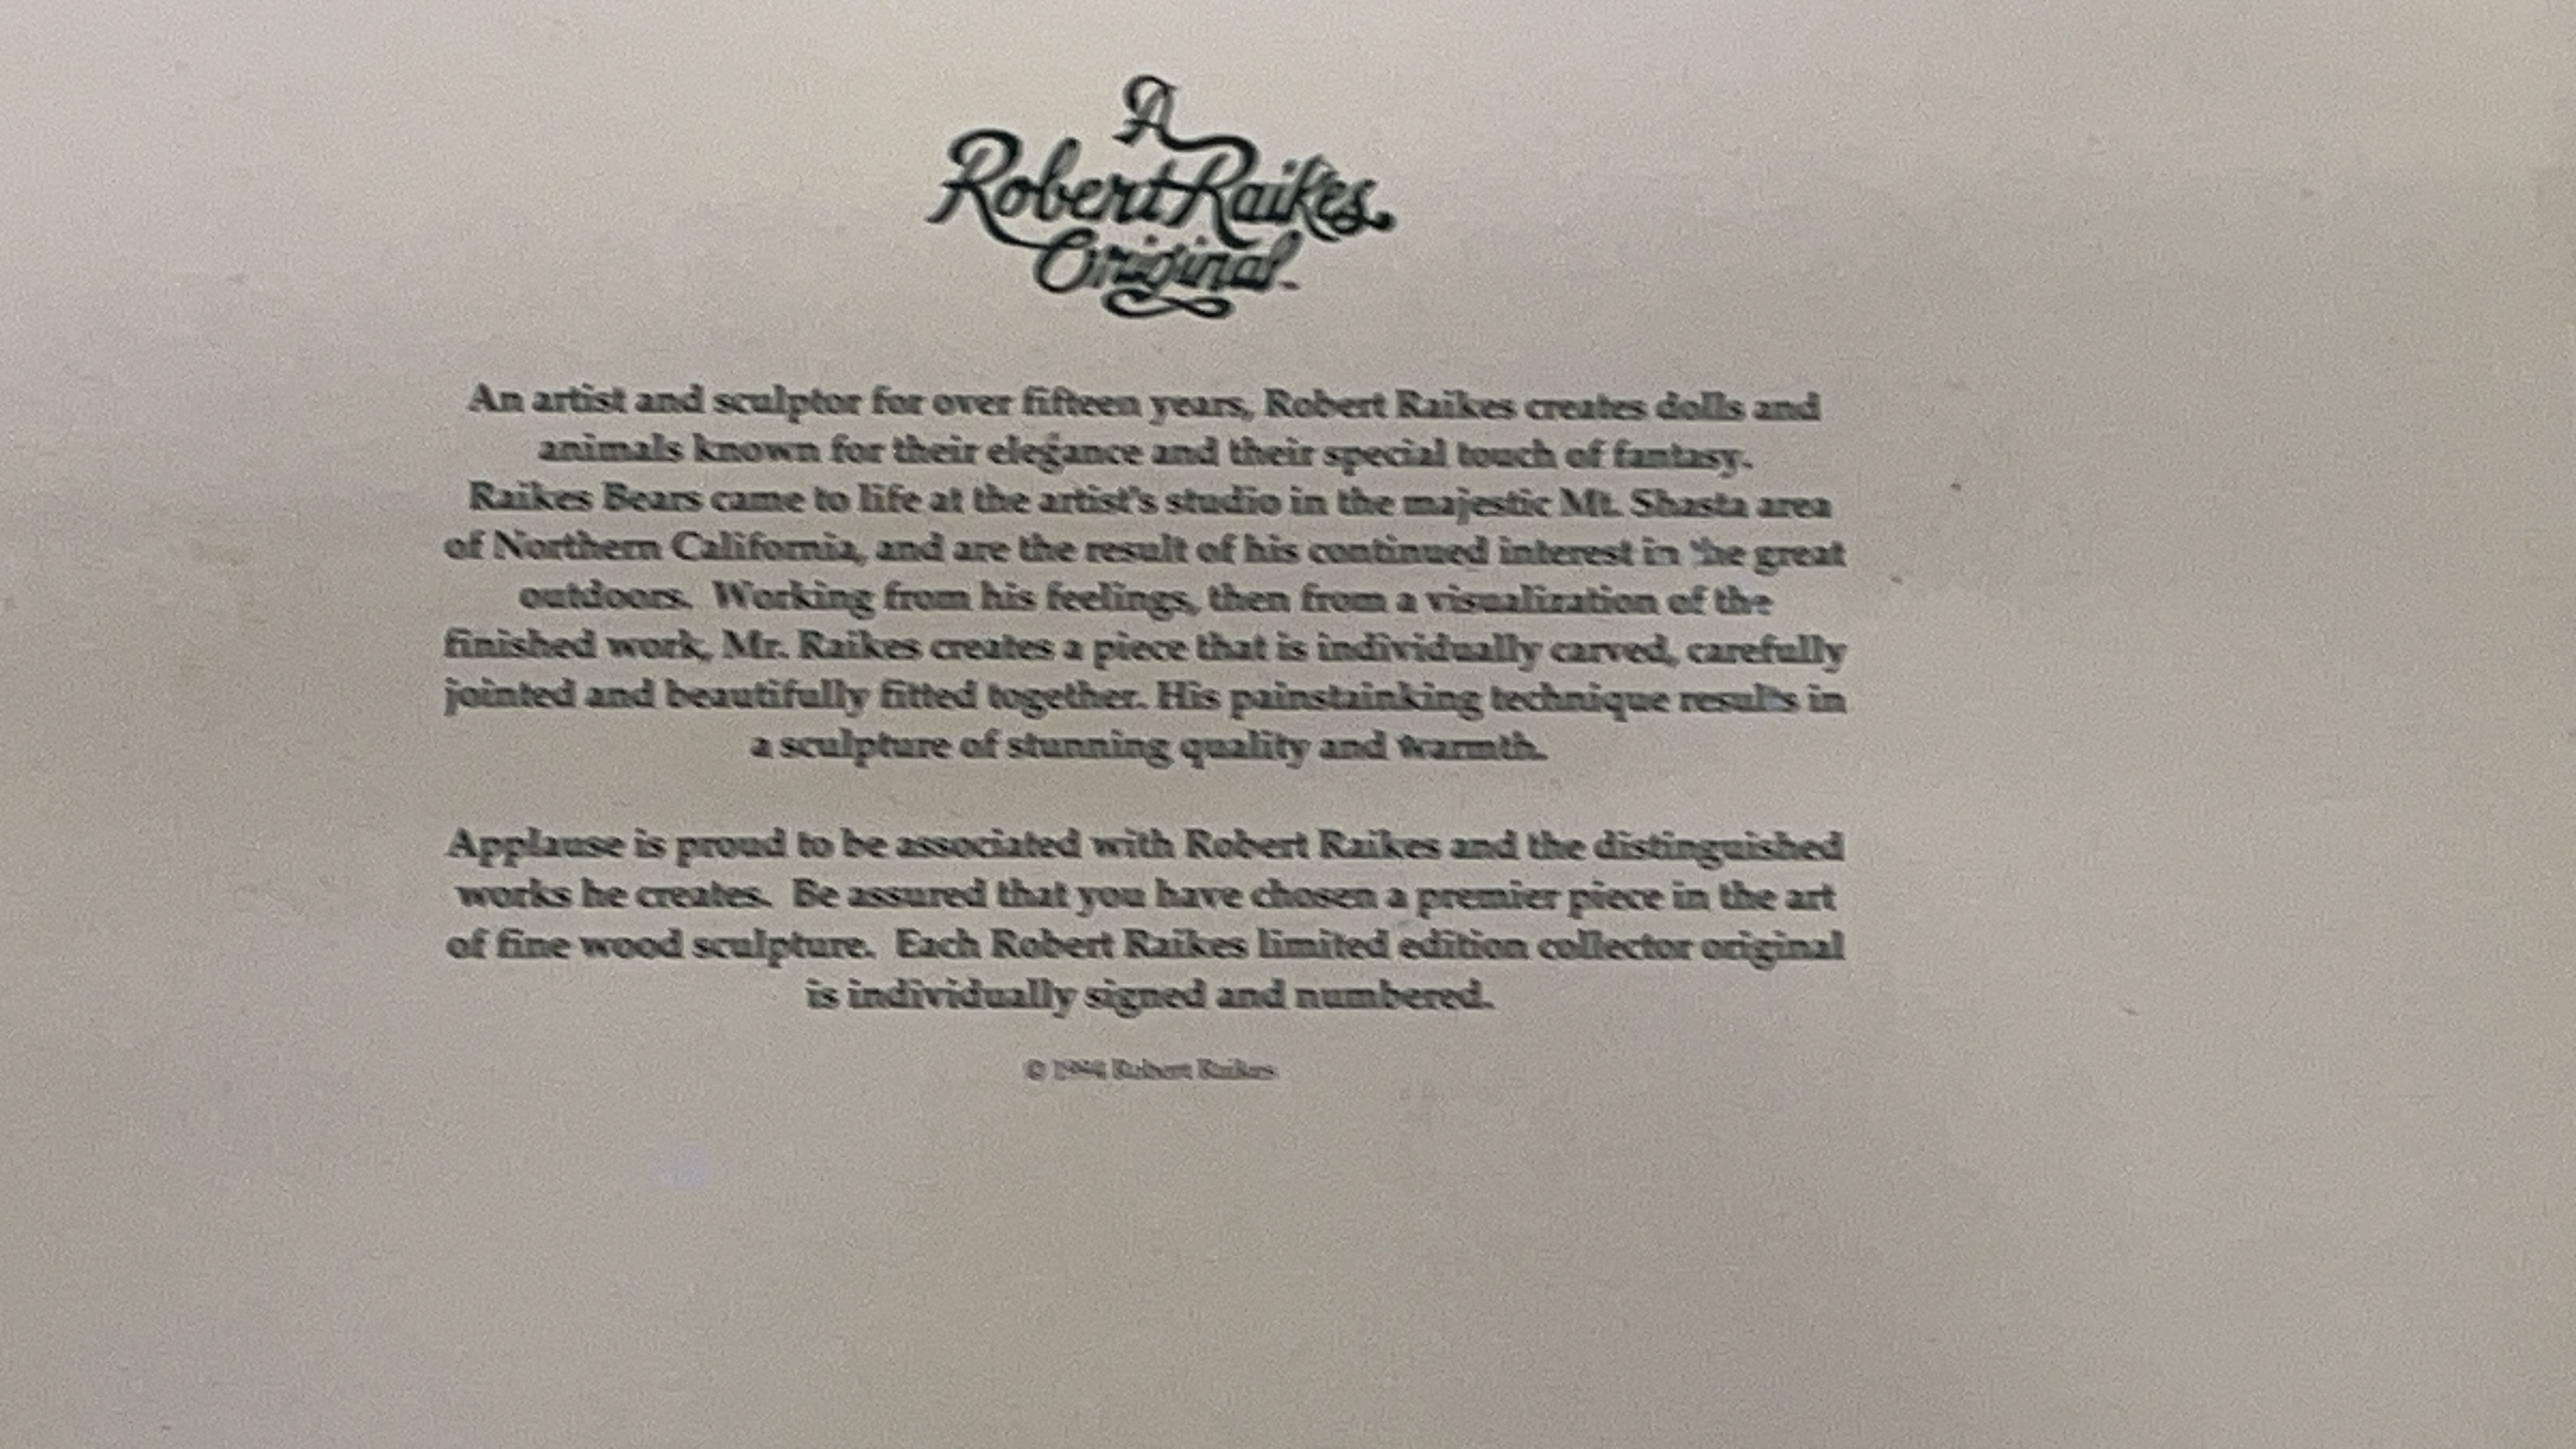 A
Robert Raikes
Original
An artist and sculptor for over fifteen years, Robert Raikes creates dolls and
animals known for their elegance and their special touch of fantasy.
Raikes Bears came to life at the artist's studio in the majestic Mt. Shasta area
of Northern California, and are the result of his continued interest in the great
outdoors. Working from his feelings, then from a visualization of the
finished work, Mr. Raikes creates a piece that is individually carved, carefully
jointed and beautifully fitted together. His painstainking technique results in
a sculpture of stunning quality and warmth.
Applause is proud to be associated with Robert Raikes and the distinguished
works he creates. Be assured that you have chosen a premier piece in the art
of fine wood sculpture. Each Robert Raikes limited edition collector original
is individually signed and numbered.
© Robert Raikes